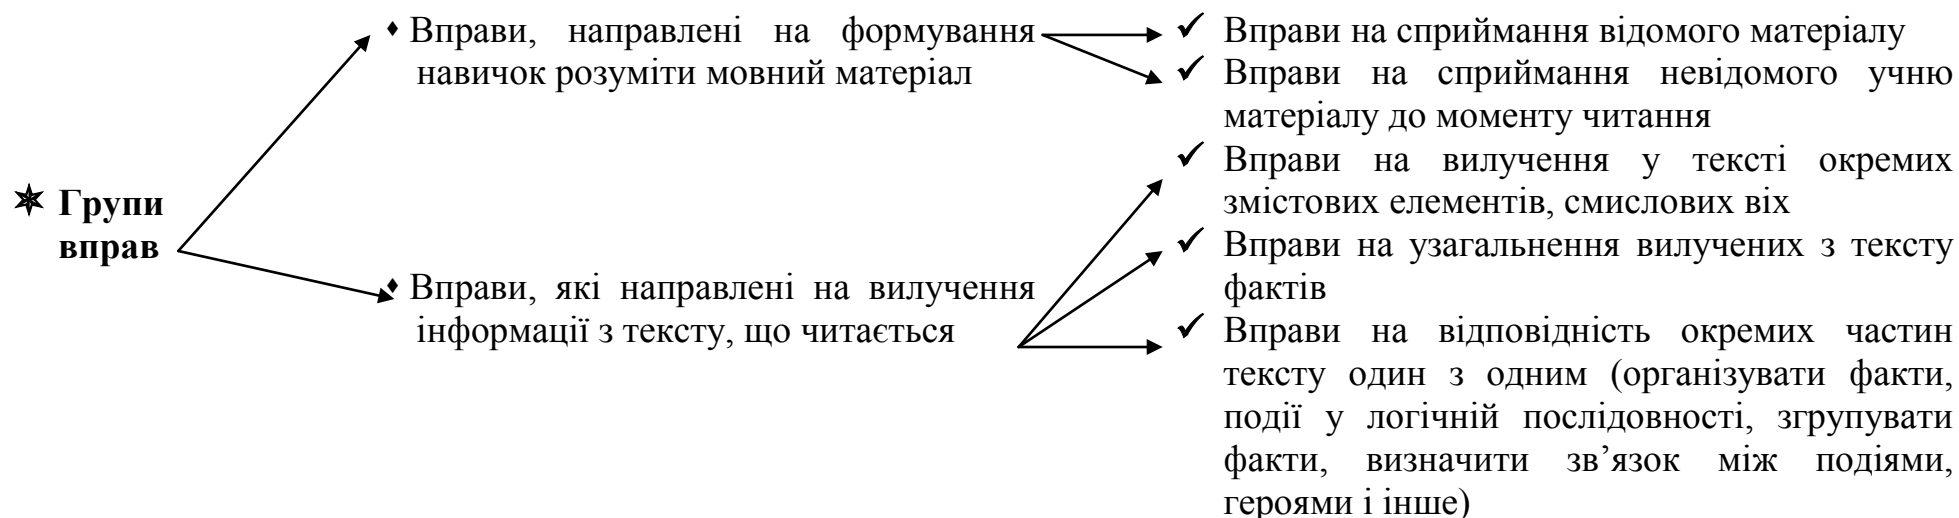 Групи
вправ
Вправи, направлені на формування
навичок розуміти мовний матеріал
Вправи, які направлені на вилучення
інформації з тексту, що читається
Вправи на сприймання відомого матеріалу
Вправи на сприймання невідомого учню
матеріалу до моменту читання
Вправи на вилучення у тексті окремих
змістових елементів, смислових віх
Вправи на узагальнення вилучених з тексту
фактів
Вправи на відповідність окремих частин
тексту один з одним (організувати факти,
події у логічній послідовності, згрупувати
факти, визначити зв’язок між подіями,
героями і інше)